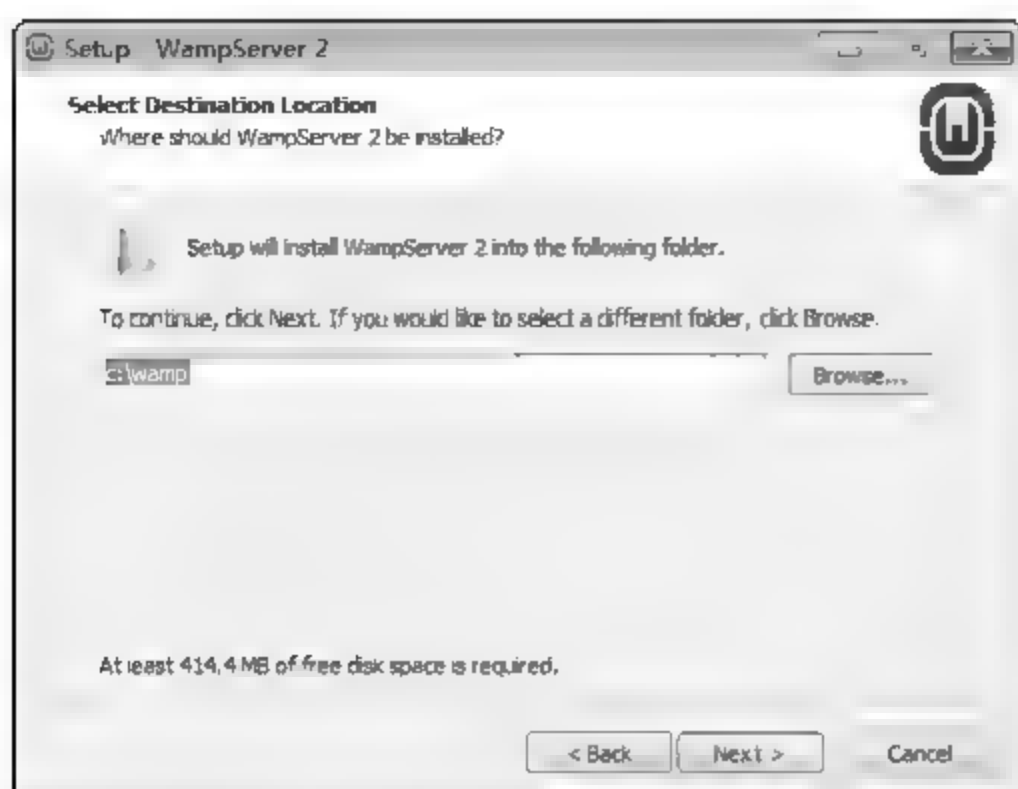 Setup WampServer 2
Select Destination Location
Where should WampServer 2 be installed?
W
Setup will install WampServer 2 into the following folder.
To continue, click Next. If you would like to select a different folder, click Browse.
c:\wamp
Browse...
At least 414.4 MB of free disk space is required.
< Back Next > Cancel